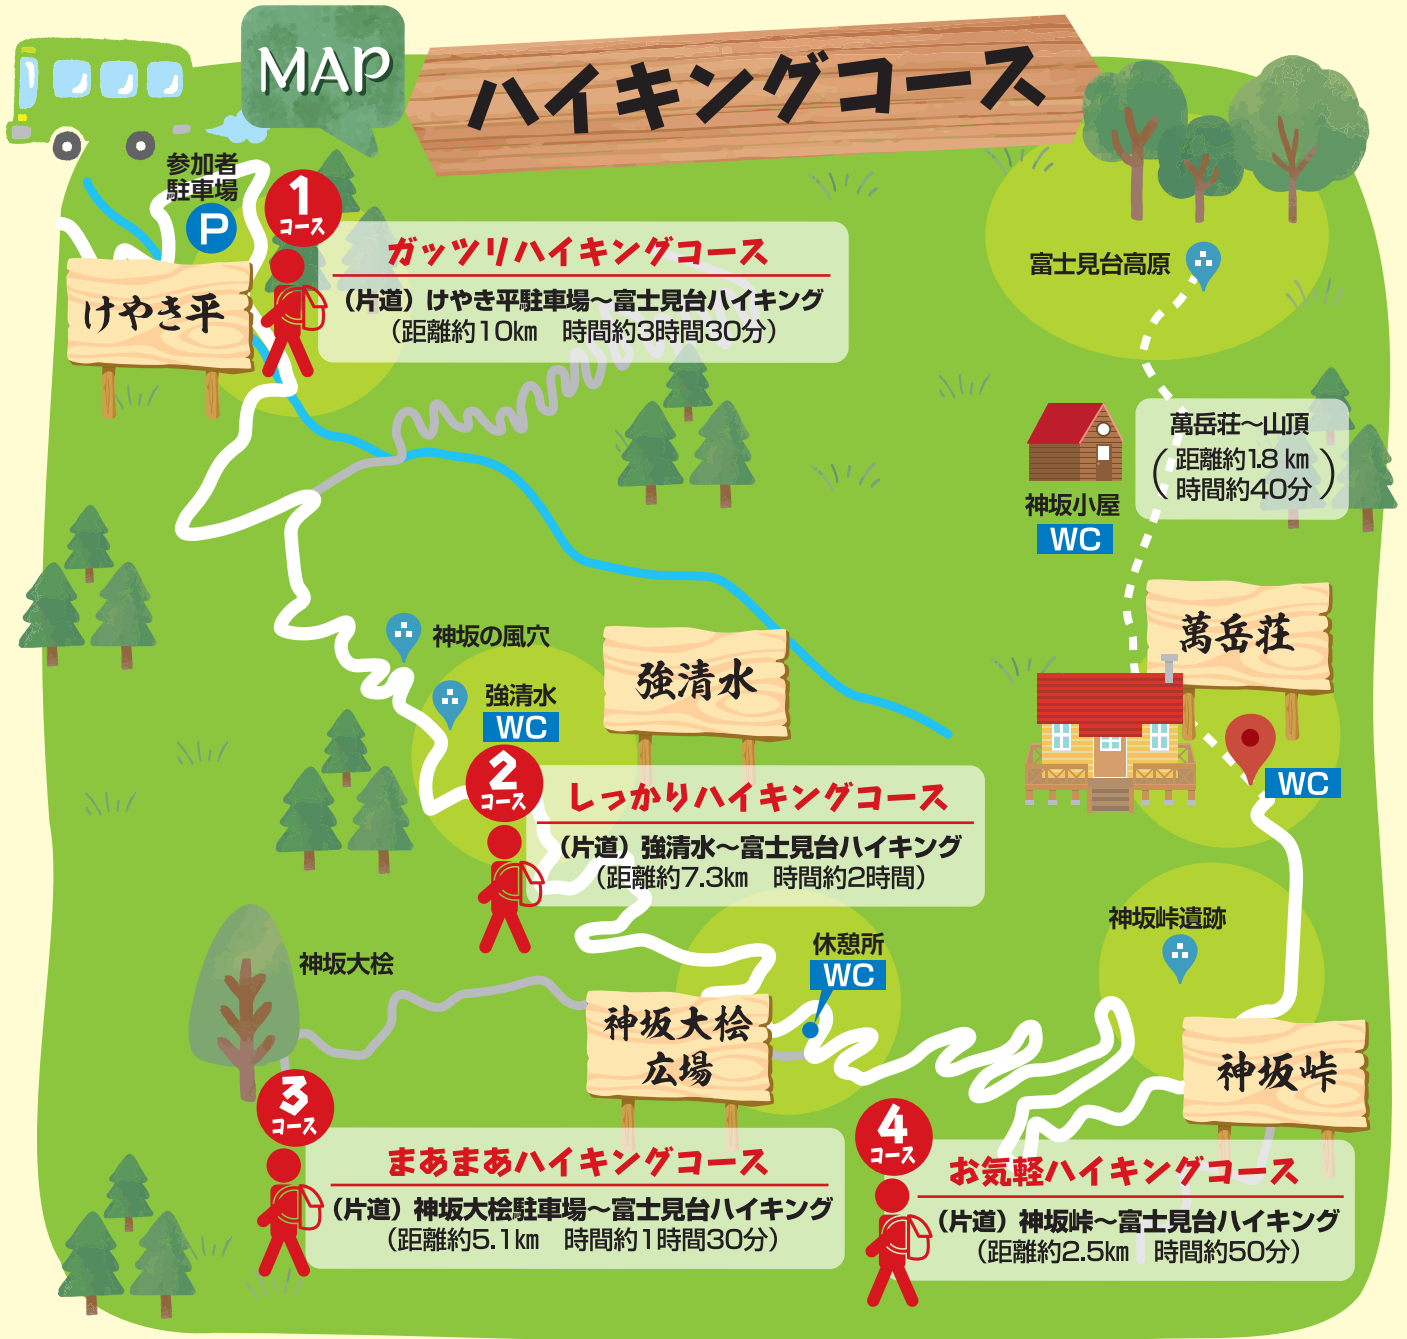 MAP
ハイキングコース
参加者
駐車場
P
1
コース
ガッツリハイキングコース
（片道）けやき平駐車場～富士見台ハイキング
（距離約10km　時間約3時間30分）
けやき平
富士見台高原
萬岳荘～山頂
（距離約1.8 km
時間約40分）
神坂小屋
WC
萬岳荘
WC
神坂の風穴
強清水
WC
強清水
2
コース
しっかりハイキングコース
（片道）強清水～富士見台ハイキング
（距離約7.3km　時間約2時間）
神坂峠遺跡
休憩所
WC
神坂大桧
神坂大桧
広場
神坂峠
3
コース
まあまあハイキングコース
（片道）神坂大桧駐車場～富士見台ハイキング
（距離約5.1km　時間約1時間30分）
4
コース
お気軽ハイキングコース
（片道）神坂峠～富士見台ハイキング
（距離約2.5km　時間約50分）